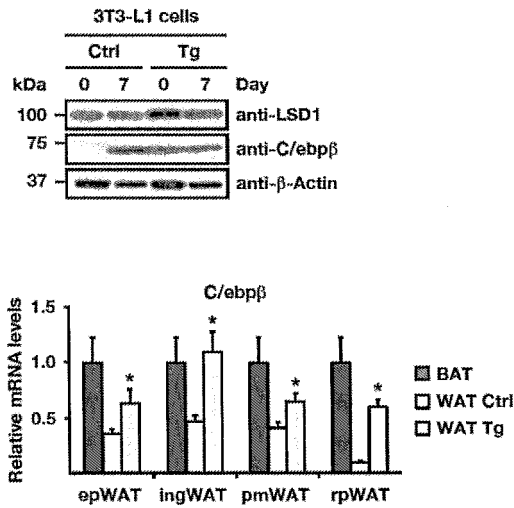 3T3-L1 cells
Ctrl Tg
kDa 0 7 0 7 Day
100 anti-LSD1
75 anti-C/ebpβ
37 anti-β-Actin
C/ebpβ
Relative mRNA levels
1.5
1.0
0.5
* * * *
BAT
WAT Ctrl
WAT Tg
epWAT ingWAT pmWAT rpWAT